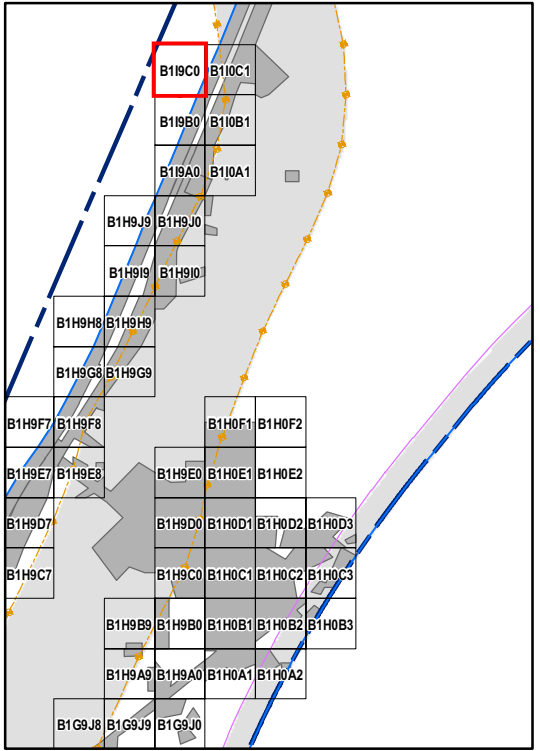 B1I9C0 B1I0C1
B1I9B0 B1I0B1
B1I9A0 B1I0A1
B1H9J9 B1H9J0
B1H9I9 B1H9I0
B1H9H8 B1H9H9
B1H9G8 B1H9G9
B1H9F7 B1H9F8 B1H0F1 B1H0F2
B1H9E7 B1H9E8 B1H9E0 B1H0E1 B1H0E2
B1H9D7 B1H9D0 B1H0D1 B1H0D2 B1H0D3
B1H9C7 B1H9C0 B1H0C1 B1H0C2 B1H0C3
B1H9B9 B1H9B0 B1H0B1 B1H0B2 B1H0B3
B1H9A9 B1H9A0 B1H0A1 B1H0A2
B1G9J8 B1G9J9 B1G9J0